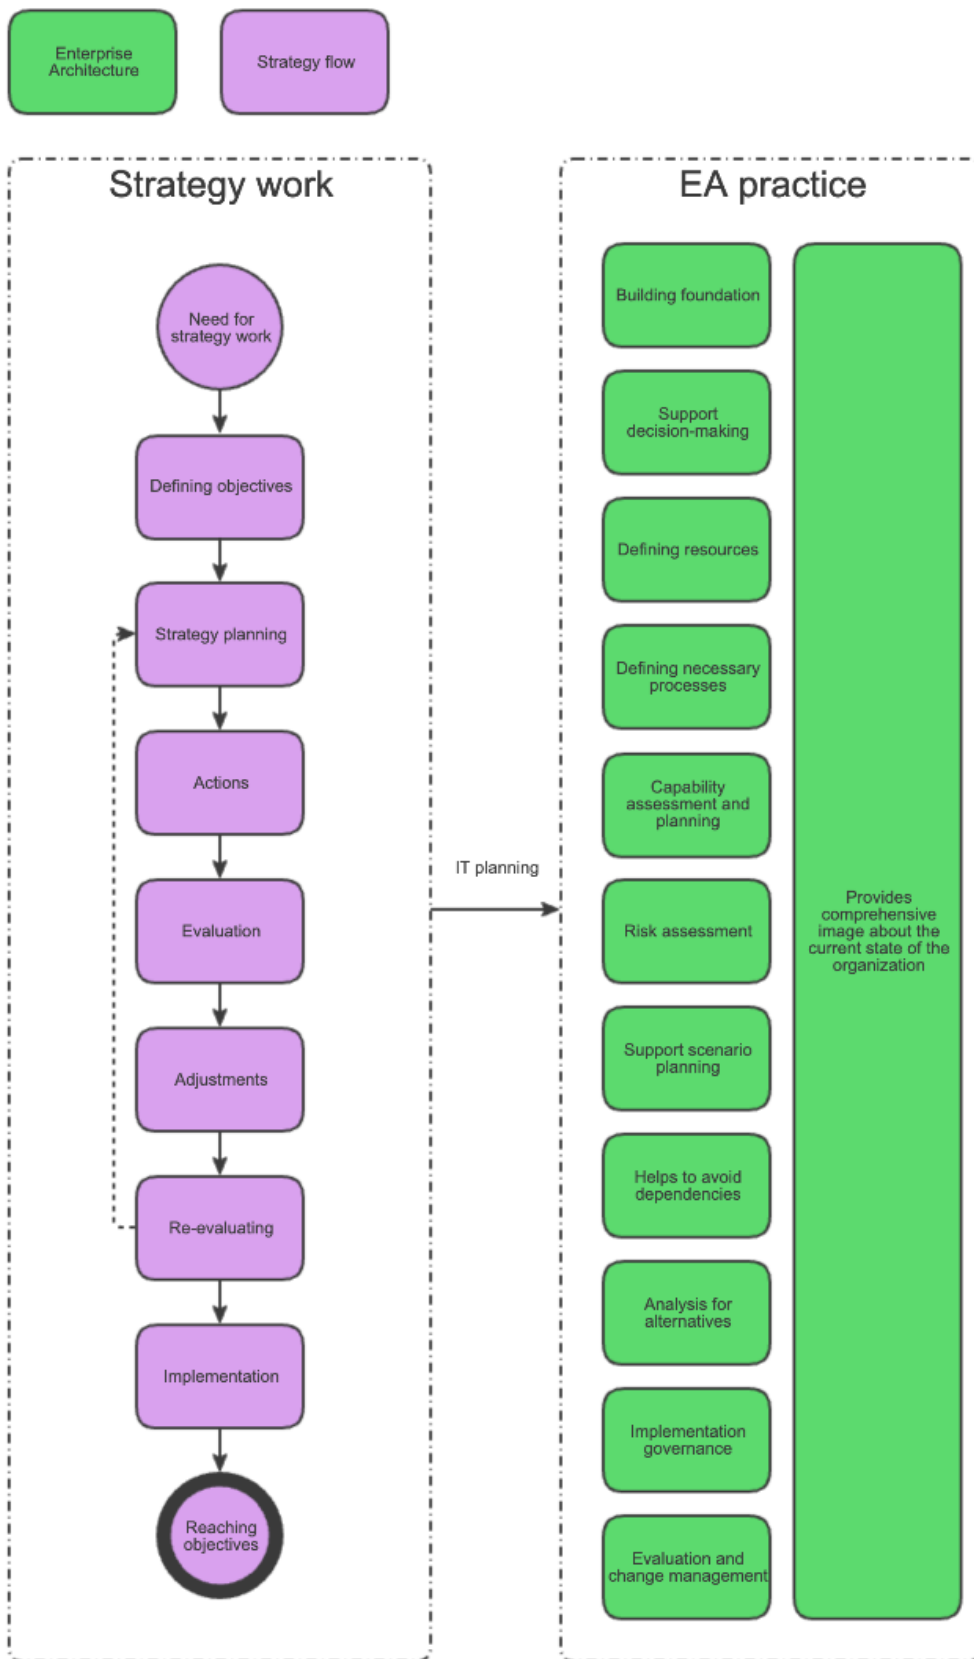 Enterprise
Architecture
Strategy flow
Strategy work
Need for
strategy work
Defining objectives
Strategy planning
Actions
Evaluation
Adjustments
Re-evaluating
Implementation
Reaching
objectives
IT planning
EA practice
Building foundation
Support
decision-making
Defining resources
Defining necessary
processes
Capability
assessment and
planning
Risk assessment
Support scenario
planning
Helps to avoid
dependencies
Analysis for
alternatives
Implementation
governance
Evaluation and
change management
Provides
comprehensive
image about the
current state of the
organization